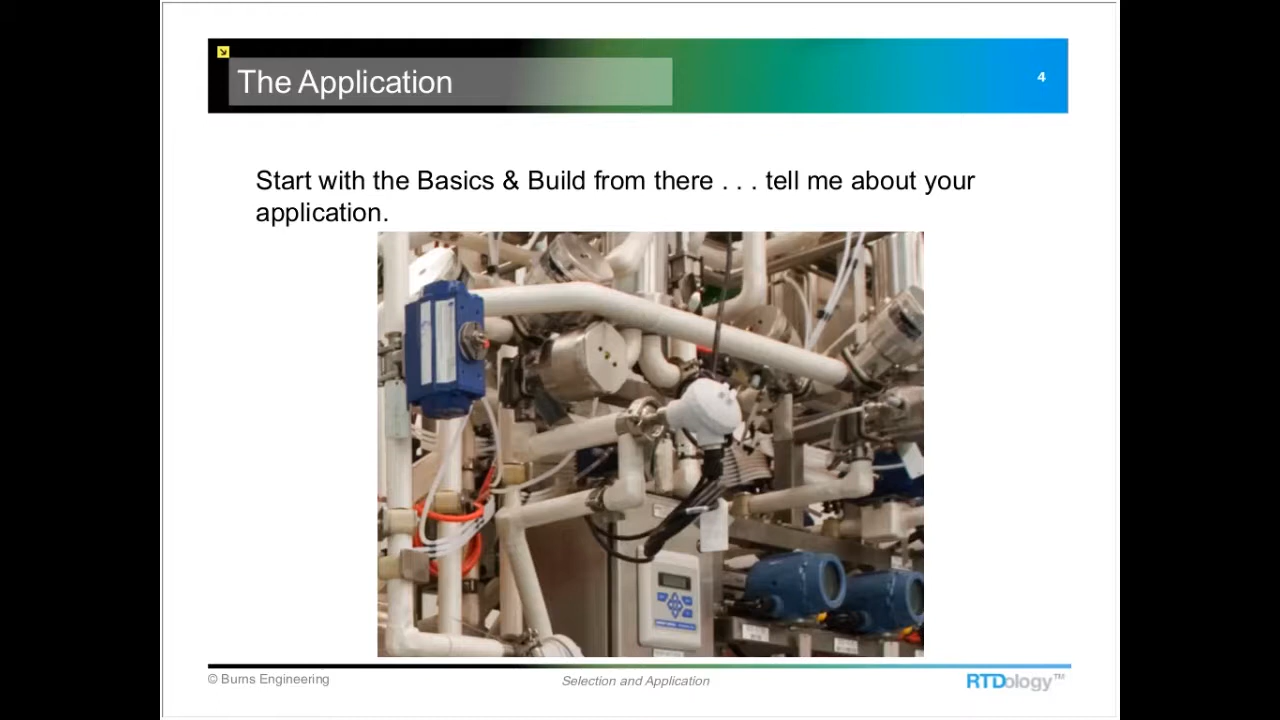 The Application
4
Start with the Basics & Build from there . . . tell me about your
application.
© Burns Engineering
Selection and Application
RTDology™